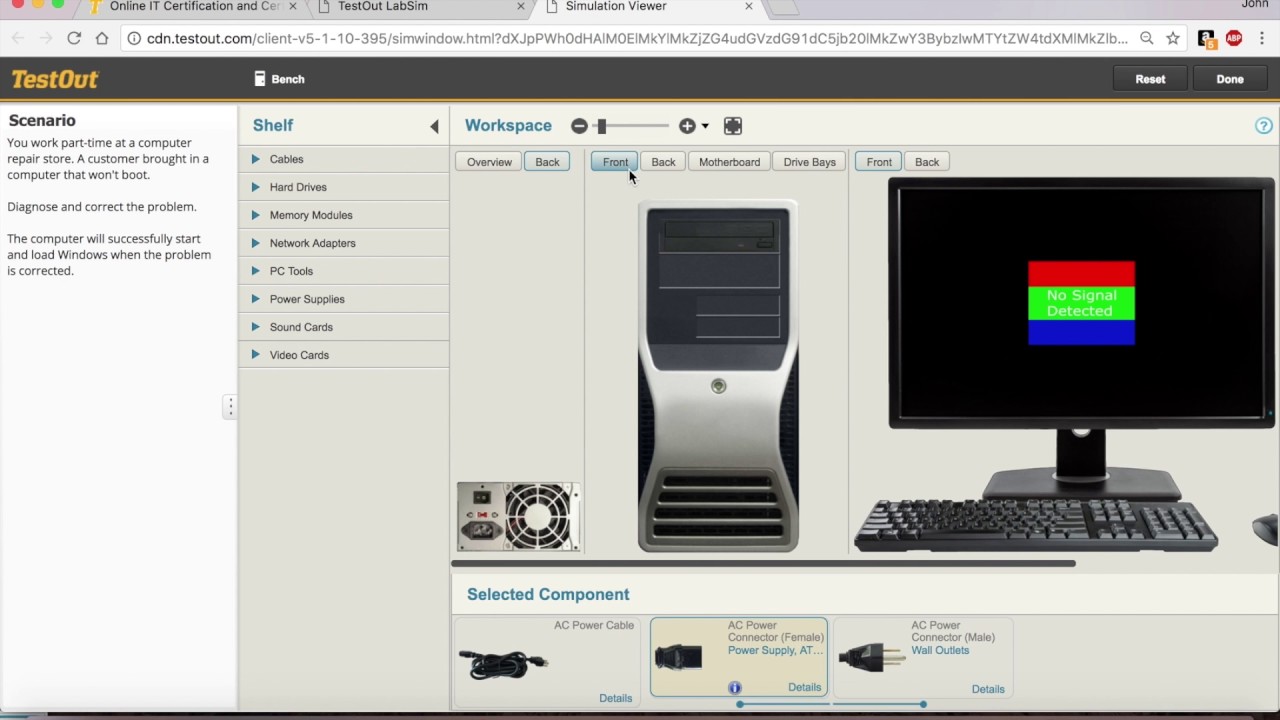 Online IT Certification and Cer
TestOut LabSim
Simulation Viewer
John
cdn.testout.com/client-v5-1-10-395/simwindow.html?
5
ABP
TestOut
Bench
Reset
Done
Scenario
You work part-time at a computer
repair store. A customer brought in a
computer that won't boot.
Diagnose and correct the problem.
The computer will successfully start
and load Windows when the problem
is corrected.
Shelf
Cables
Hard Drives
Memory Modules
Network Adapters
PC Tools
Power Supplies
Sound Cards
Video Cards
Workspace
Overview
Back
Front
Back
Motherboard
Drive Bays
Front
Back
No Signal
Detected
Selected Component
AC Power Cable
Details
AC Power
Connector (Female)
Power Supply, AT...
Details
AC Power
Connector (Male)
Wall Outlets
Details